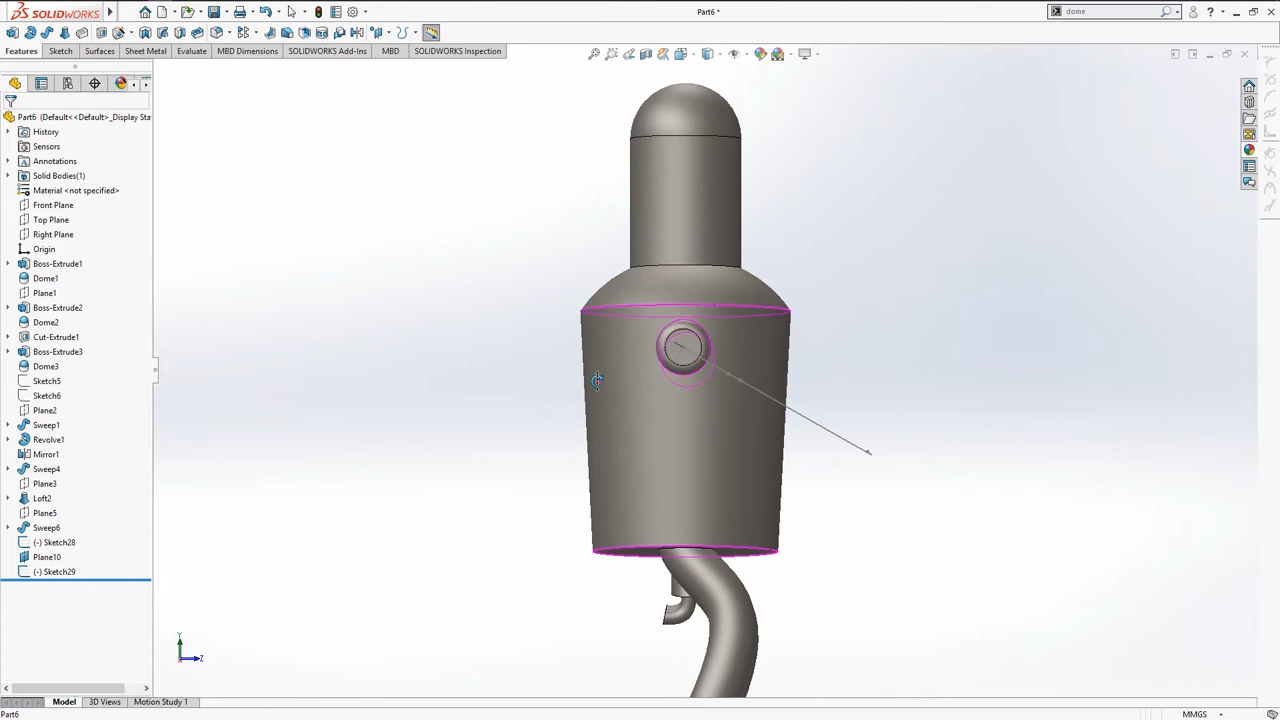 SOLIDWORKS
Part6 *
dome
Features
Sketch
Surfaces
Sheet Metal
Evaluate
MBD Dimensions
SOLIDWORKS Add-Ins
MBD
SOLIDWORKS Inspection
Part6 (Default<<Default>_Display Sta
History
Sensors
Annotations
Solid Bodies(1)
Material <not specified>
Front Plane
Top Plane
Right Plane
Origin
Boss-Extrude1
Dome1
Plane1
Boss-Extrude2
Dome2
Cut-Extrude1
Boss-Extrude3
Dome3
Sketch5
Sketch6
Plane2
Sweep1
Revolve1
Mirror1
Sweep4
Plane3
Loft2
Plane5
Sweep6
(-) Sketch28
Plane10
(-) Sketch29
Y
Z
Model
3D Views
Motion Study 1
Part6
MMGS